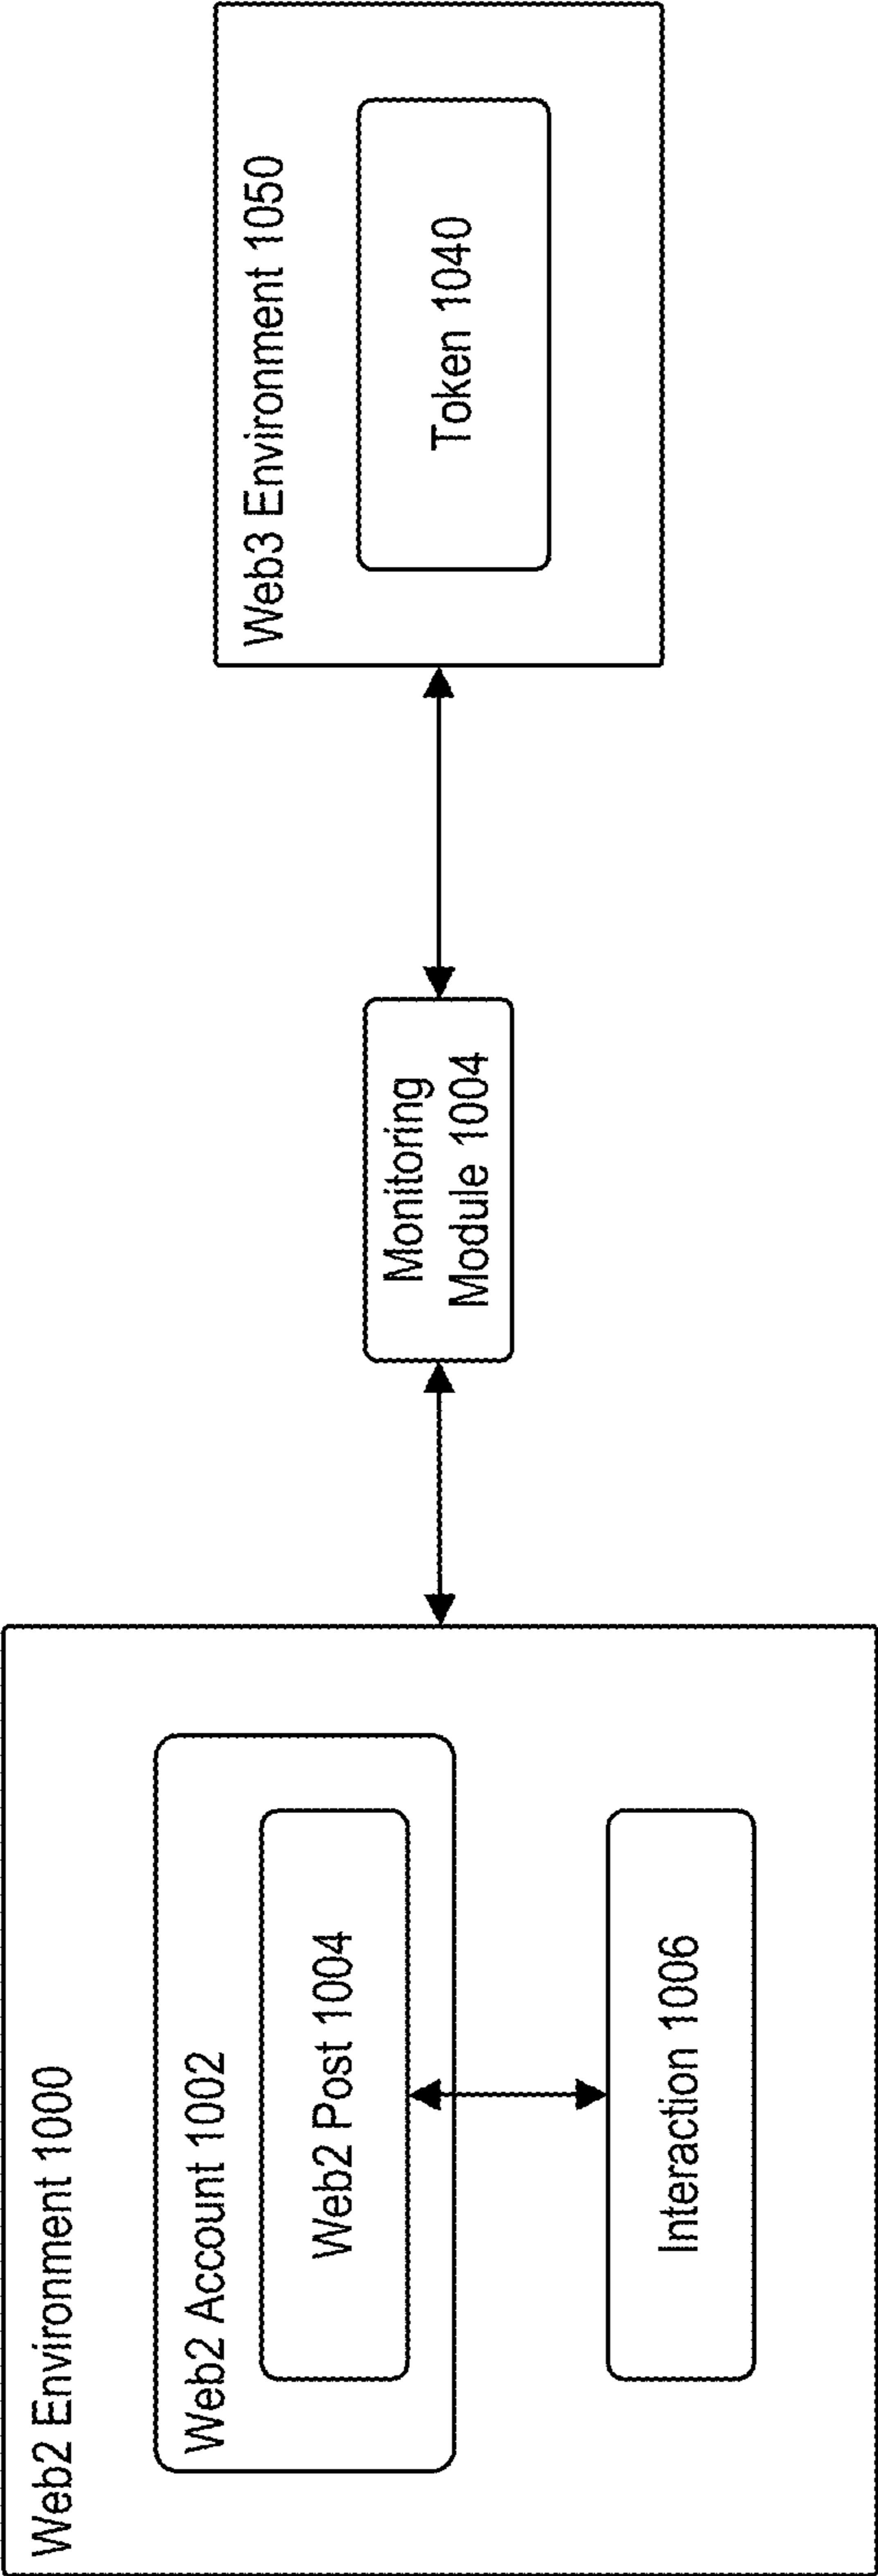 Web2 Environment 1000
Web2 Account 1002
Web2 Post 1004
Interaction 1006
Monitoring
Module 1004
Web3 Environment 1050
Token 1040